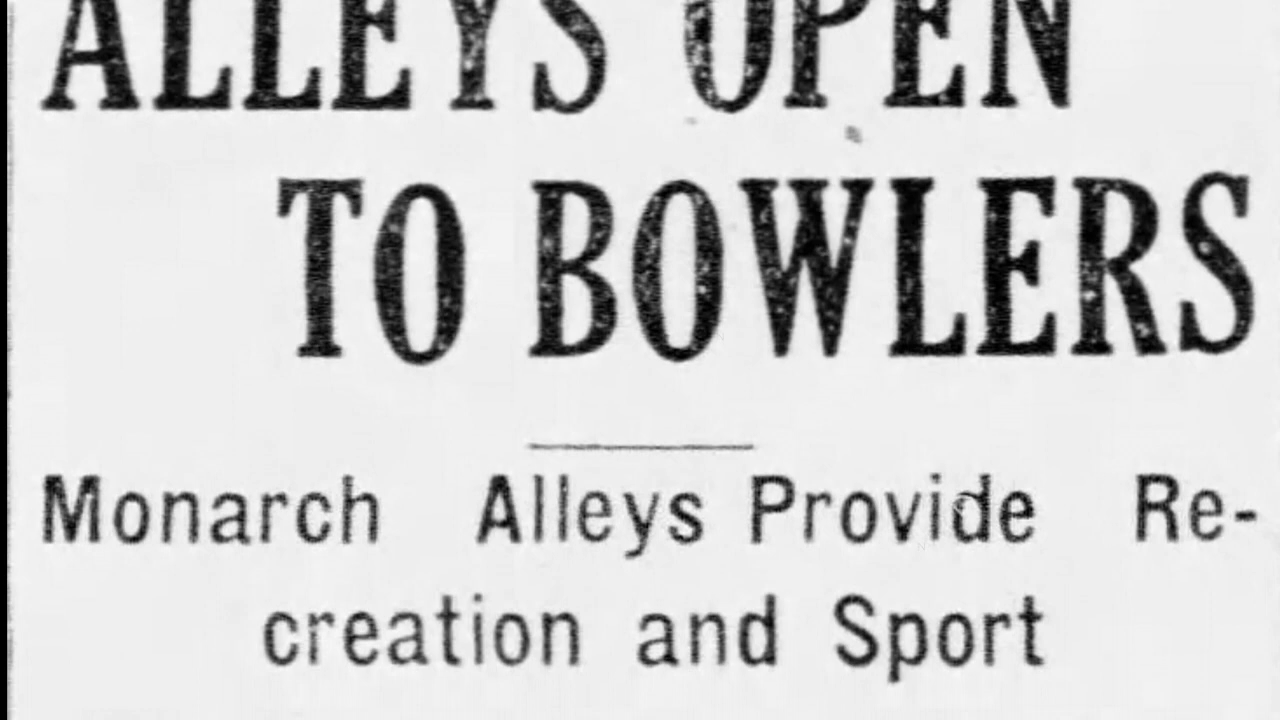 ALLEYS OPEN
TO BOWLERS
Monarch Alleys Provide Re-
creation and Sport